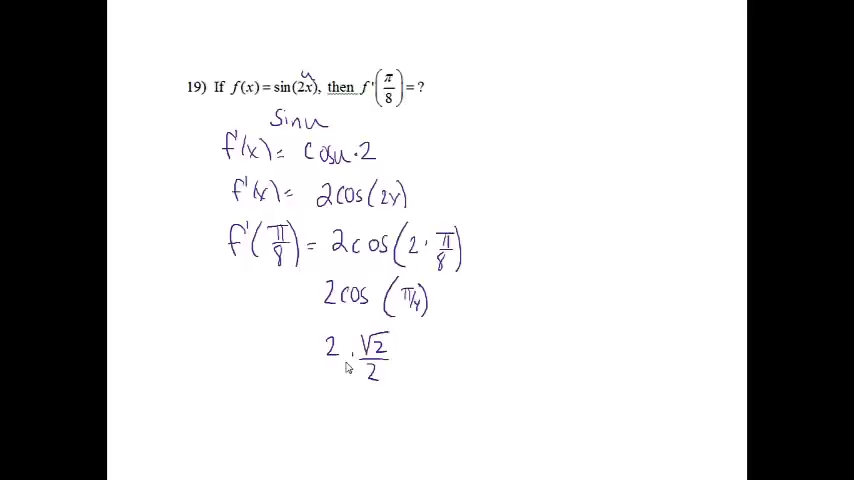 19) If f(x) = sin(2x), then f'(π/8) = ?
u
sin u
f'(x) = cos u · 2
f'(x) = 2cos(2x)
f'(π/8) = 2cos(2 · π/8)
2cos (π/4)
2 · √2/2